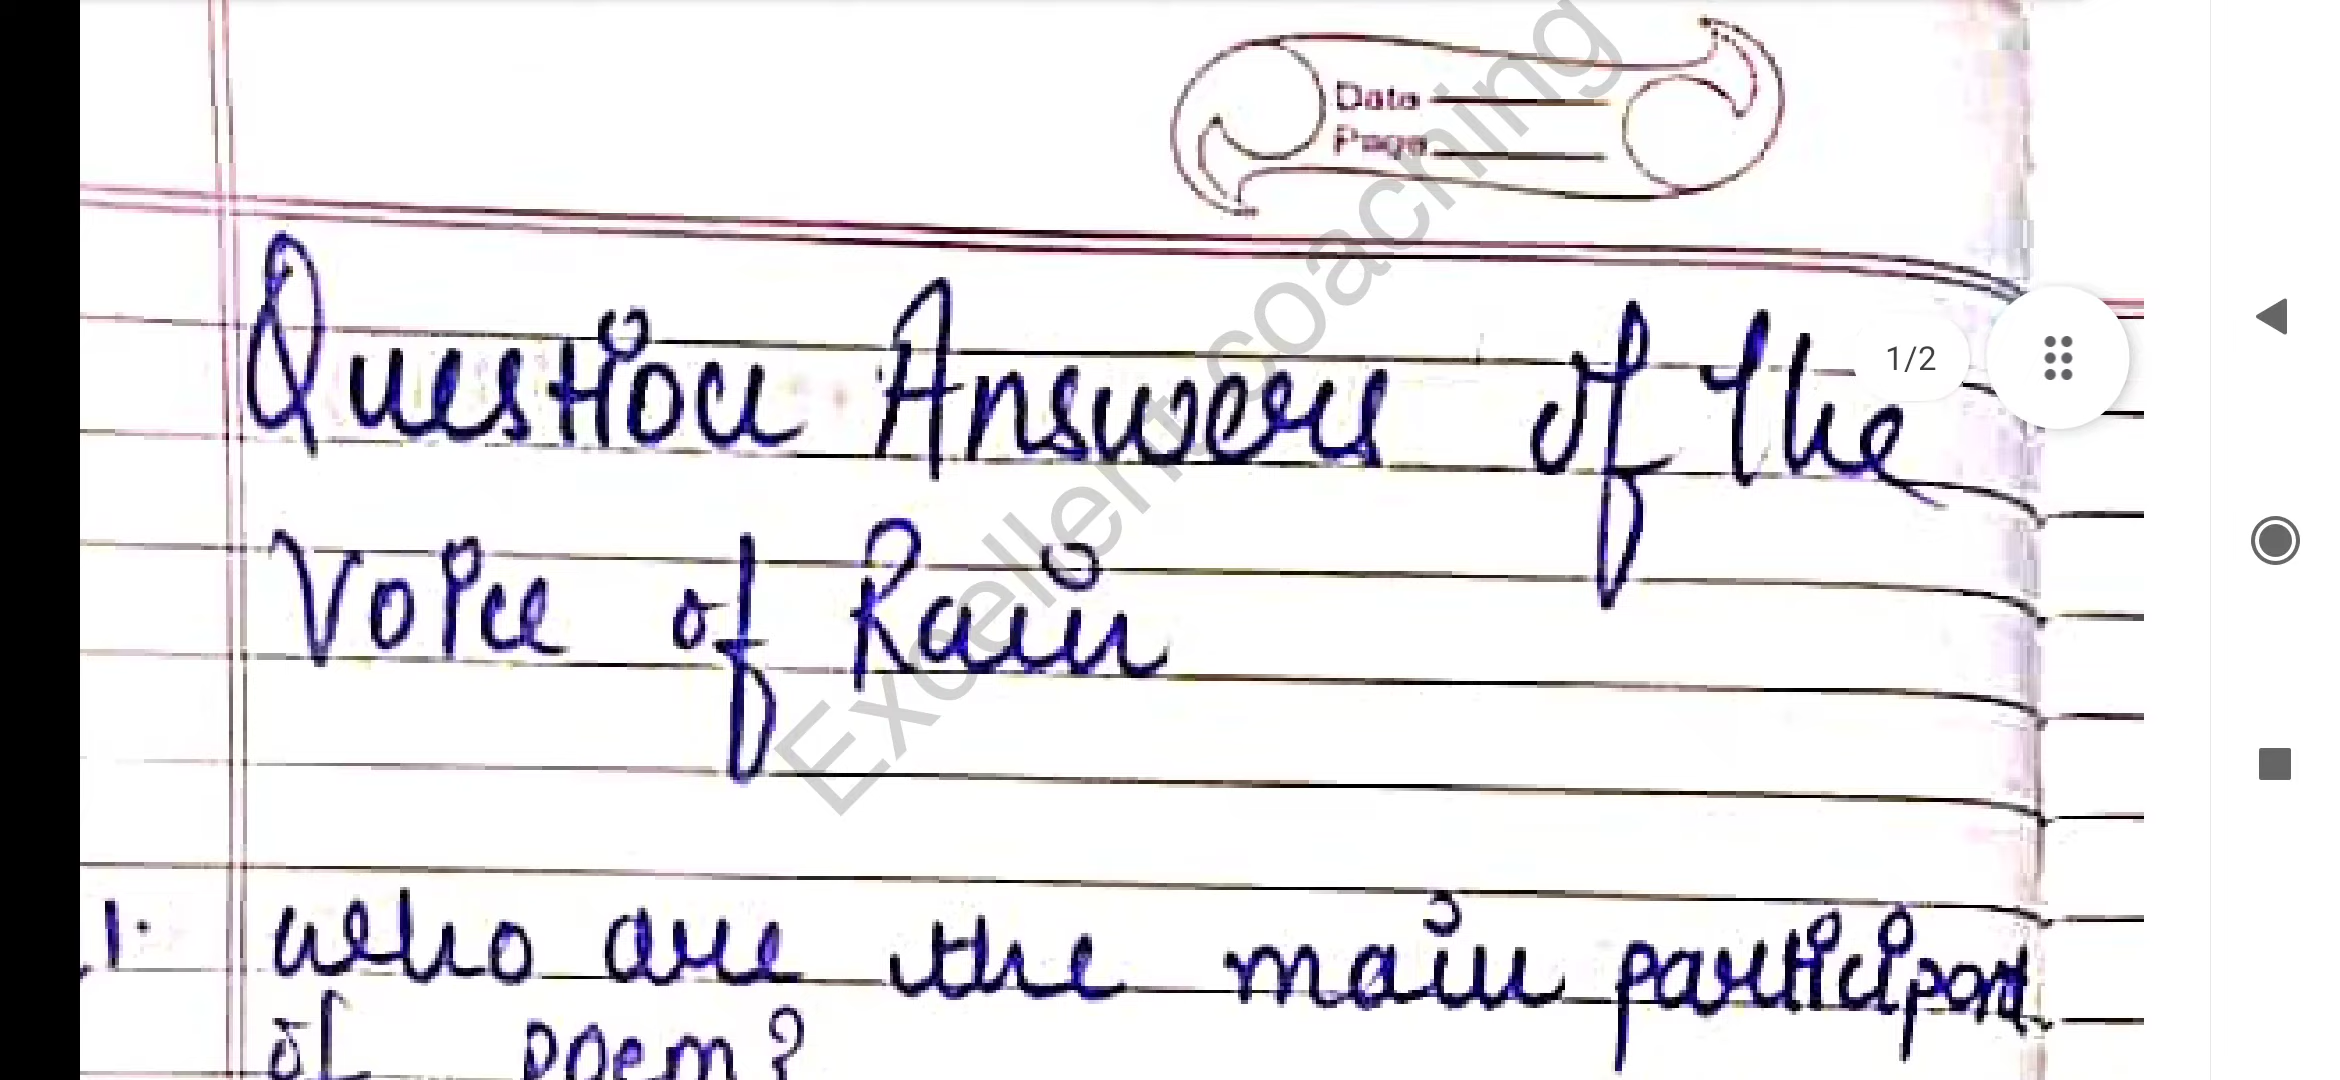 Date
Page
Question Answers of the
Voice of Rain
1/2
Excellent coaching
1. who are the main participant
of poem?